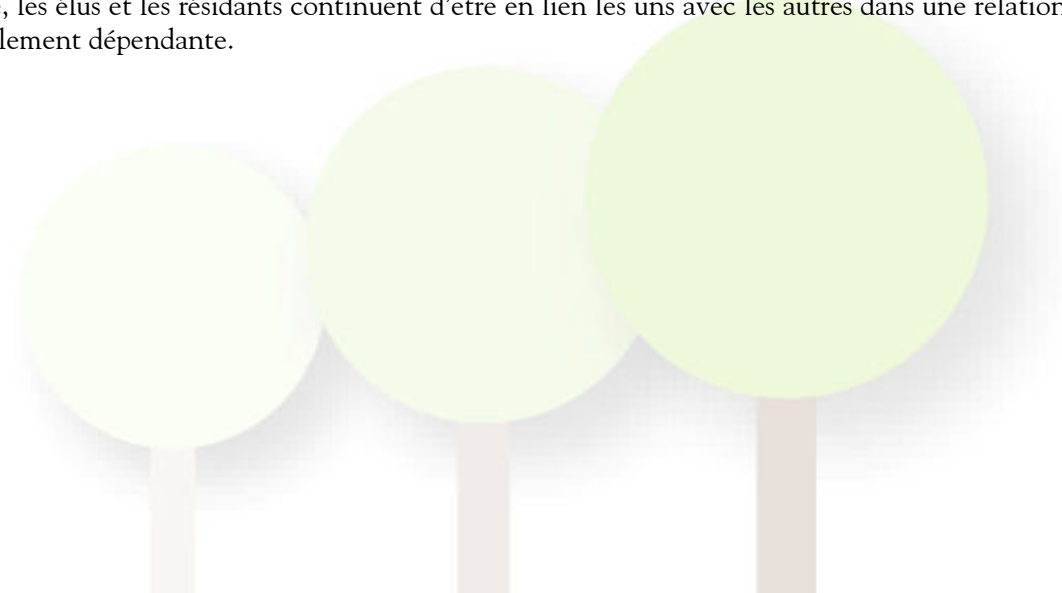 , les élus et les résidants continuent d'être en lien les uns avec les autres dans une relation
lement dépendante.